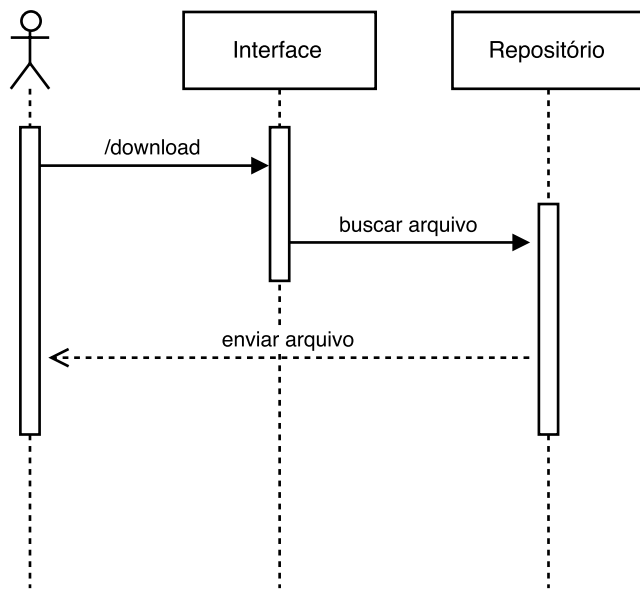 Interface
Repositório
/download
buscar arquivo
enviar arquivo